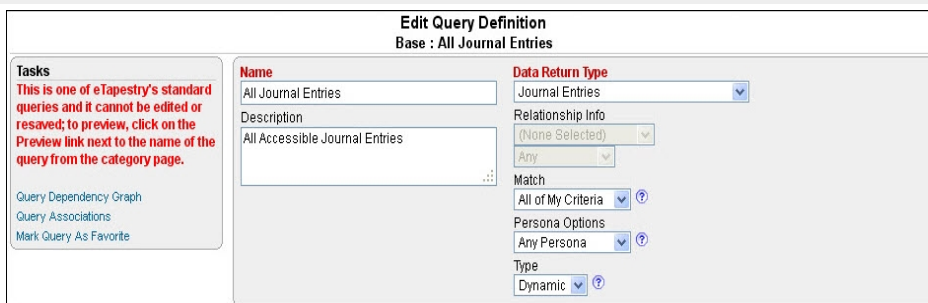 Edit Query Definition
Base : All Journal Entries
Tasks
This is one of eTapestry's standard
queries and it cannot be edited or
resaved; to preview, click on the
Preview link next to the name of the
query from the category page.
Query Dependency Graph
Query Associations
Mark Query As Favorite
Name
All Journal Entries
Description
All Accessible Journal Entries
Data Return Type
Journal Entries
Relationship Info
(None Selected)
Any
Match
All of My Criteria
Persona Options
Any Persona
Type
Dynamic